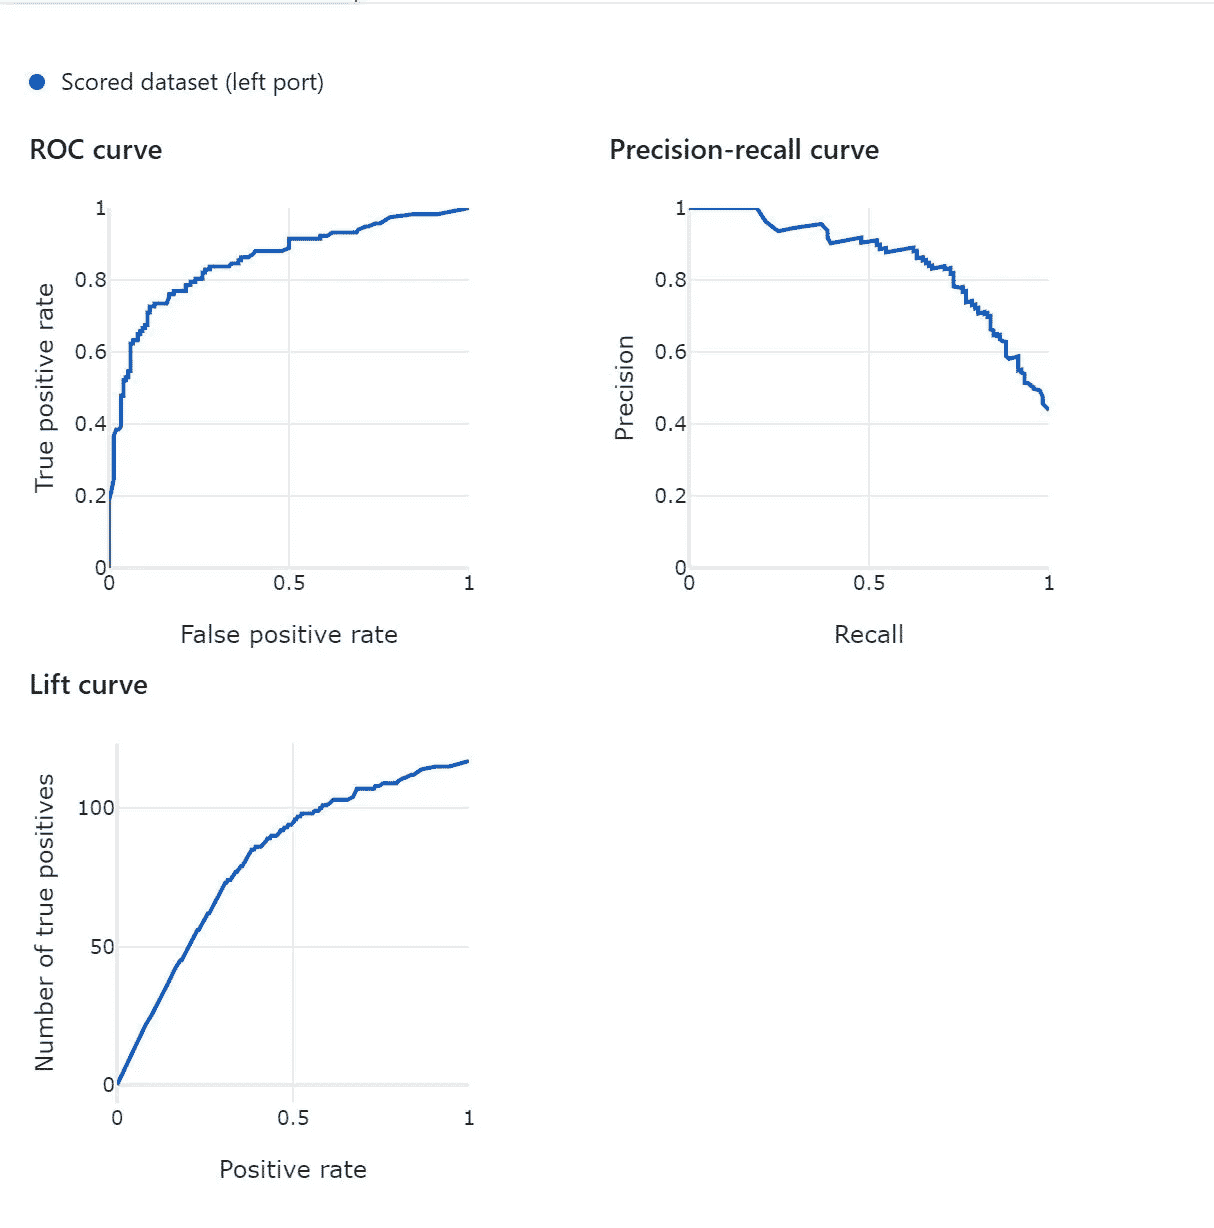 Scored dataset (left port)
ROC curve
Precision-recall curve
1
0.8
0.6
0.4
0.2
0
0
0.5
1
True positive rate
False positive rate
1
0.8
0.6
0.4
0.2
0
0
0.5
1
Precision
Recall
Lift curve
100
50
0
0
0.5
1
Number of true positives
Positive rate